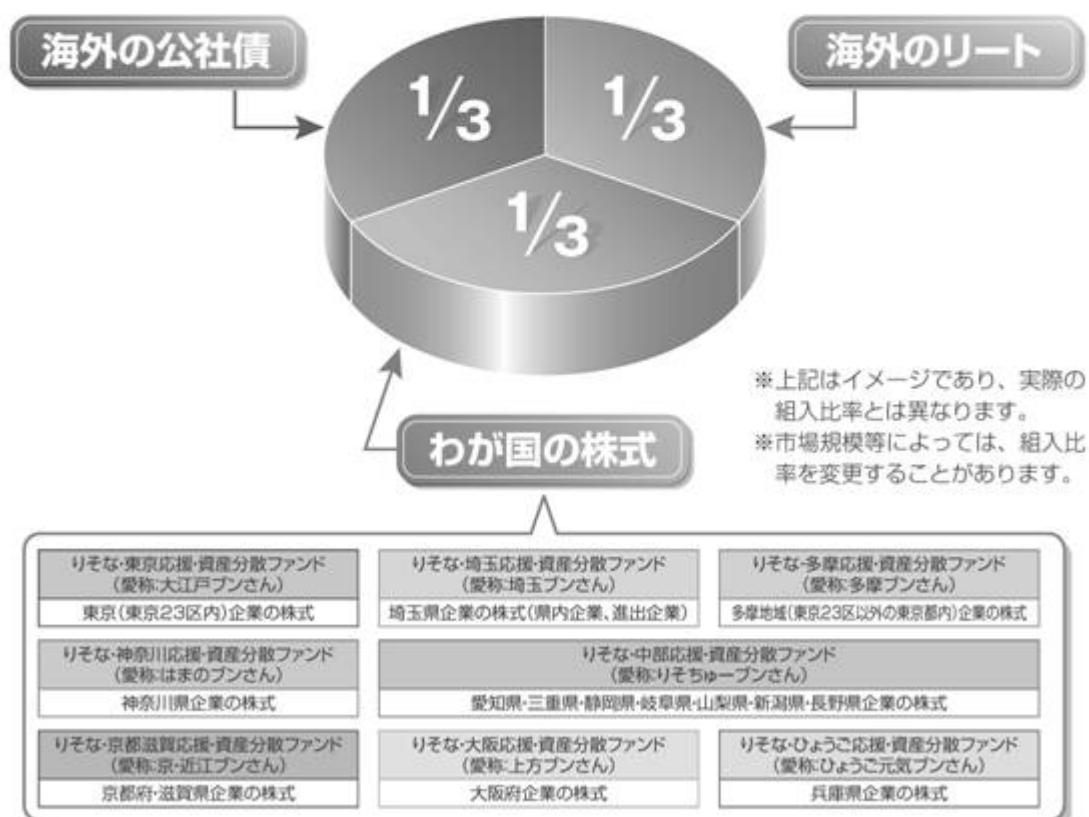 海外の公社債
海外のリート
1/3
1/3
1/3
※上記はイメージであり、実際の
組入比率とは異なります。
※市場規模等によっては、組入比
率を変更することがあります。
わが国の株式
りそな・東京応援・資産分散ファンド
(愛称:大江戸ブンさん)
東京(東京23区内)企業の株式
りそな・埼玉応援・資産分散ファンド
(愛称:埼玉ブンさん)
埼玉県企業の株式(県内企業、進出企業)
りそな・多摩応援・資産分散ファンド
(愛称:多摩ブンさん)
多摩地域(東京23区以外の東京都内)企業の株式
りそな・神奈川応援・資産分散ファンド
(愛称:はまのブンさん)
神奈川県企業の株式
りそな・中部応援・資産分散ファンド
(愛称:りそちゅーブンさん)
愛知県・三重県・静岡県・岐阜県・山梨県・新潟県・長野県企業の株式
りそな・京都滋賀応援・資産分散ファンド
(愛称:京・近江ブンさん)
京都府・滋賀県企業の株式
りそな・大阪応援・資産分散ファンド
(愛称:上方ブンさん)
大阪府企業の株式
りそな・ひょうご応援・資産分散ファンド
(愛称:ひょうご元気ブンさん)
兵庫県企業の株式